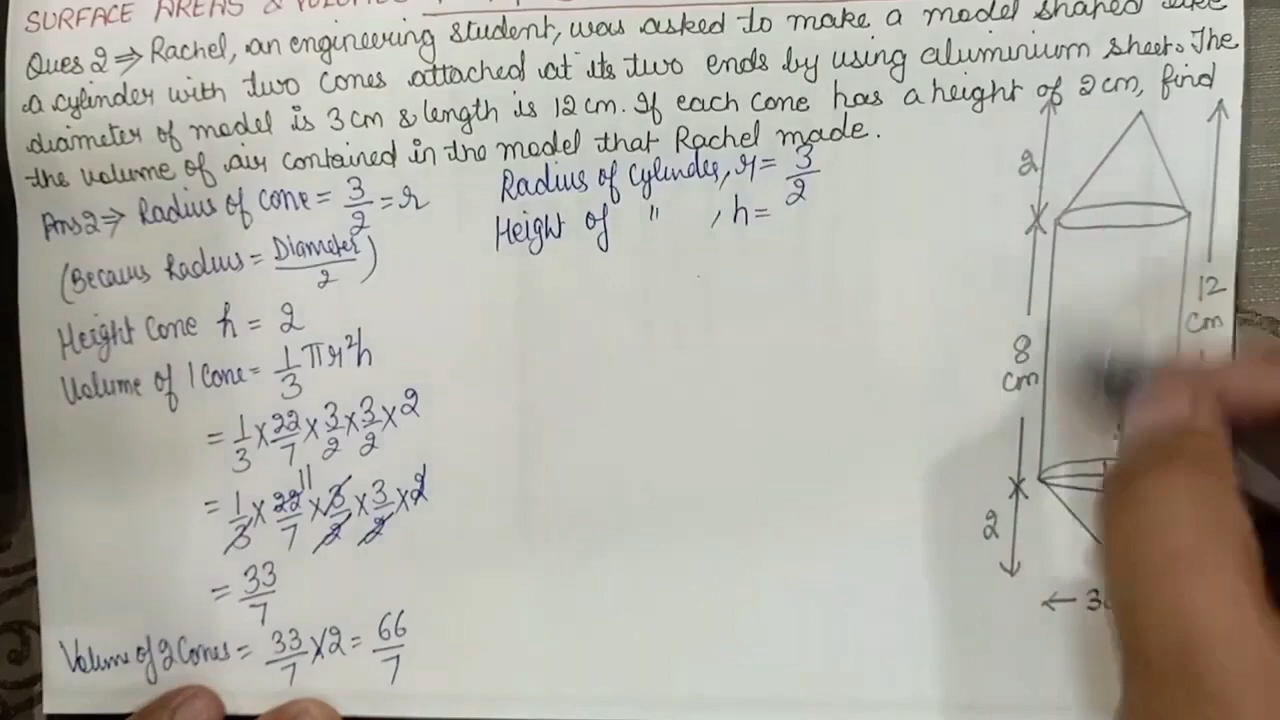 SURFACE AREAS &
Ques 2 ⇒ Rachel, an engineering student, was asked to make a model shaped like
a cylinder with two cones attached at its two ends by using aluminium sheet. The
diameter of model is 3 cm & length is 12 cm. If each cone has a height of 2 cm, find
the volume of air contained in the model that Rachel made.
Ans 2 ⇒ Radius of cone = 3/2 = r
(Becaus Radius = Diameter/2)
Height Cone h = 2
Volume of 1 Cone = 1/3 πr²h
= 1/3 × 22/7 × 3/2 × 3/2 × 2
= 1/3 × 22/7 × 3/2 × 3/2 × 2
11
= 33/7
Volume of 2 Cones = 33/7 × 2 = 66/7
Radius of Cylinder, r = 3/2
Height of " , h =
2
8
cm
2
12
cm
← 3